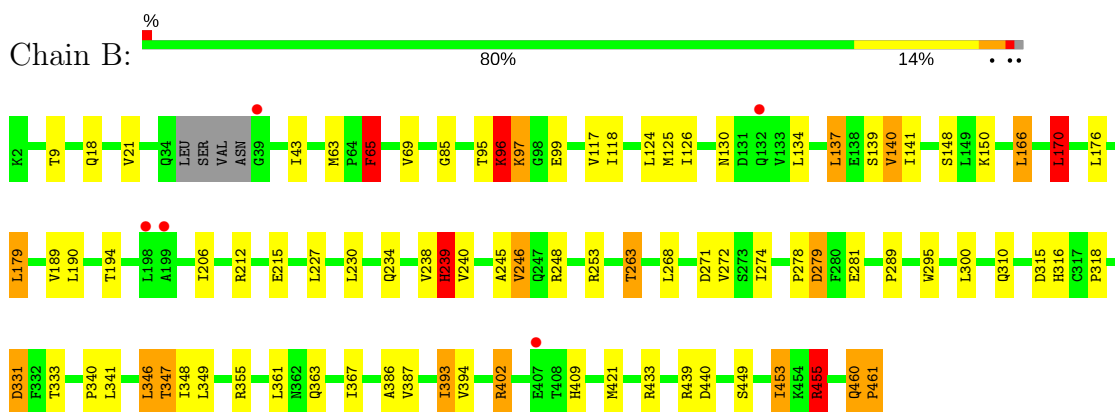 %
Chain B:
80% 14% • • •
K2 T9 Q18 V21 Q34 LEU SER VAL ASN G39 I43 M63 P64 F65 V69 G85 T95 K96 K97 G98 E99 V117 I118 L124 M125 I126 N130 D131 Q132 V133 L134 L137 E138 S139 V140 I141 S148 L149 K150 L166 L170 L176
L179 V189 L190 T194 L198 A199 I206 R212 E215 L227 L230 Q234 V238 H239 V240 A245 V246 Q247 R248 R253 T263 L268 D271 V272 S273 I274 P278 D279 F280 E281 P289 W295 L300 Q310 D315 H316 C317 P318
D331 F332 T333 P340 L341 L346 T347 I348 L349 R355 L361 N362 Q363 I367 A386 V387 I393 V394 R402 E407 T408 H409 M421 R433 R439 D440 S449 I453 K454 R455 Q460 P461